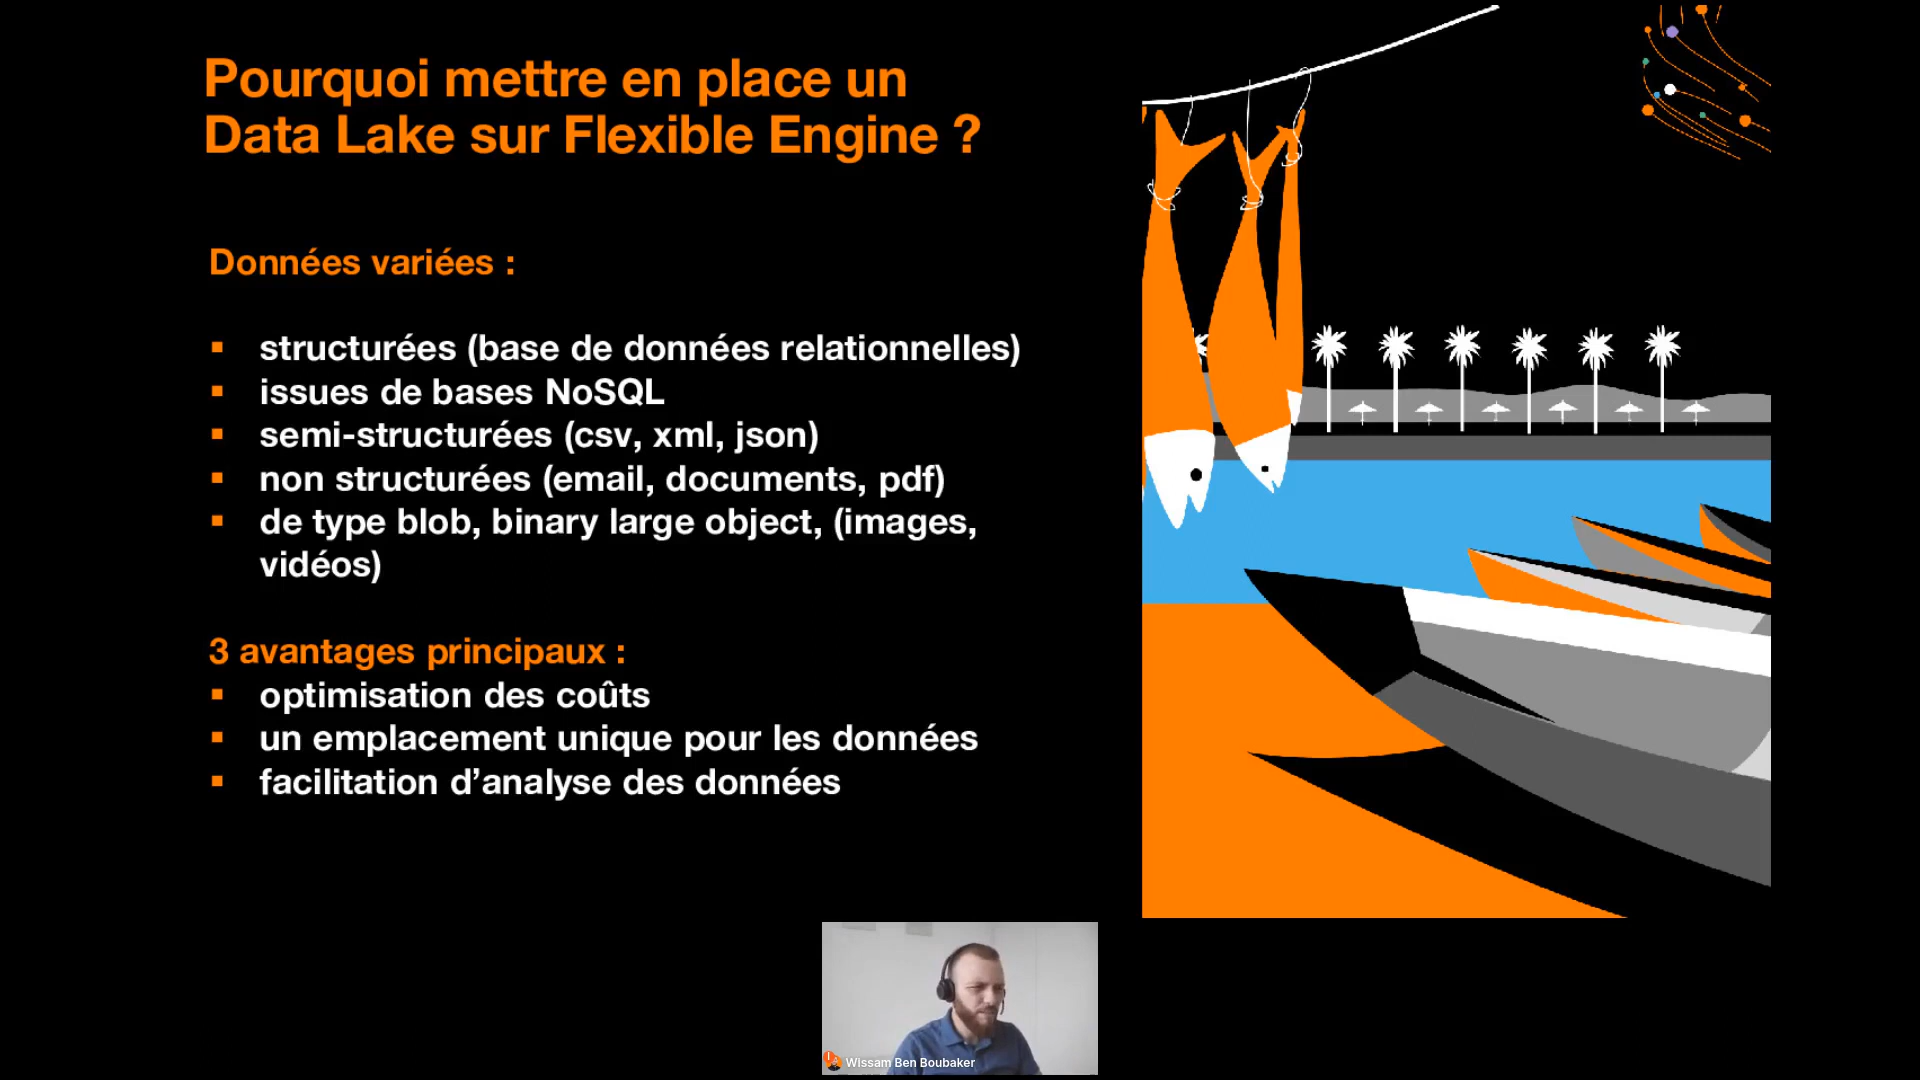 Pourquoi mettre en place un
Data Lake sur Flexible Engine ?
Données variées :
▪ structurées (base de données relationnelles)
▪ issues de bases NoSQL
▪ semi-structurées (csv, xml, json)
▪ non structurées (email, documents, pdf)
▪ de type blob, binary large object, (images,
vidéos)
3 avantages principaux :
▪ optimisation des coûts
▪ un emplacement unique pour les données
▪ facilitation d’analyse des données
Wissam Ben Boubaker